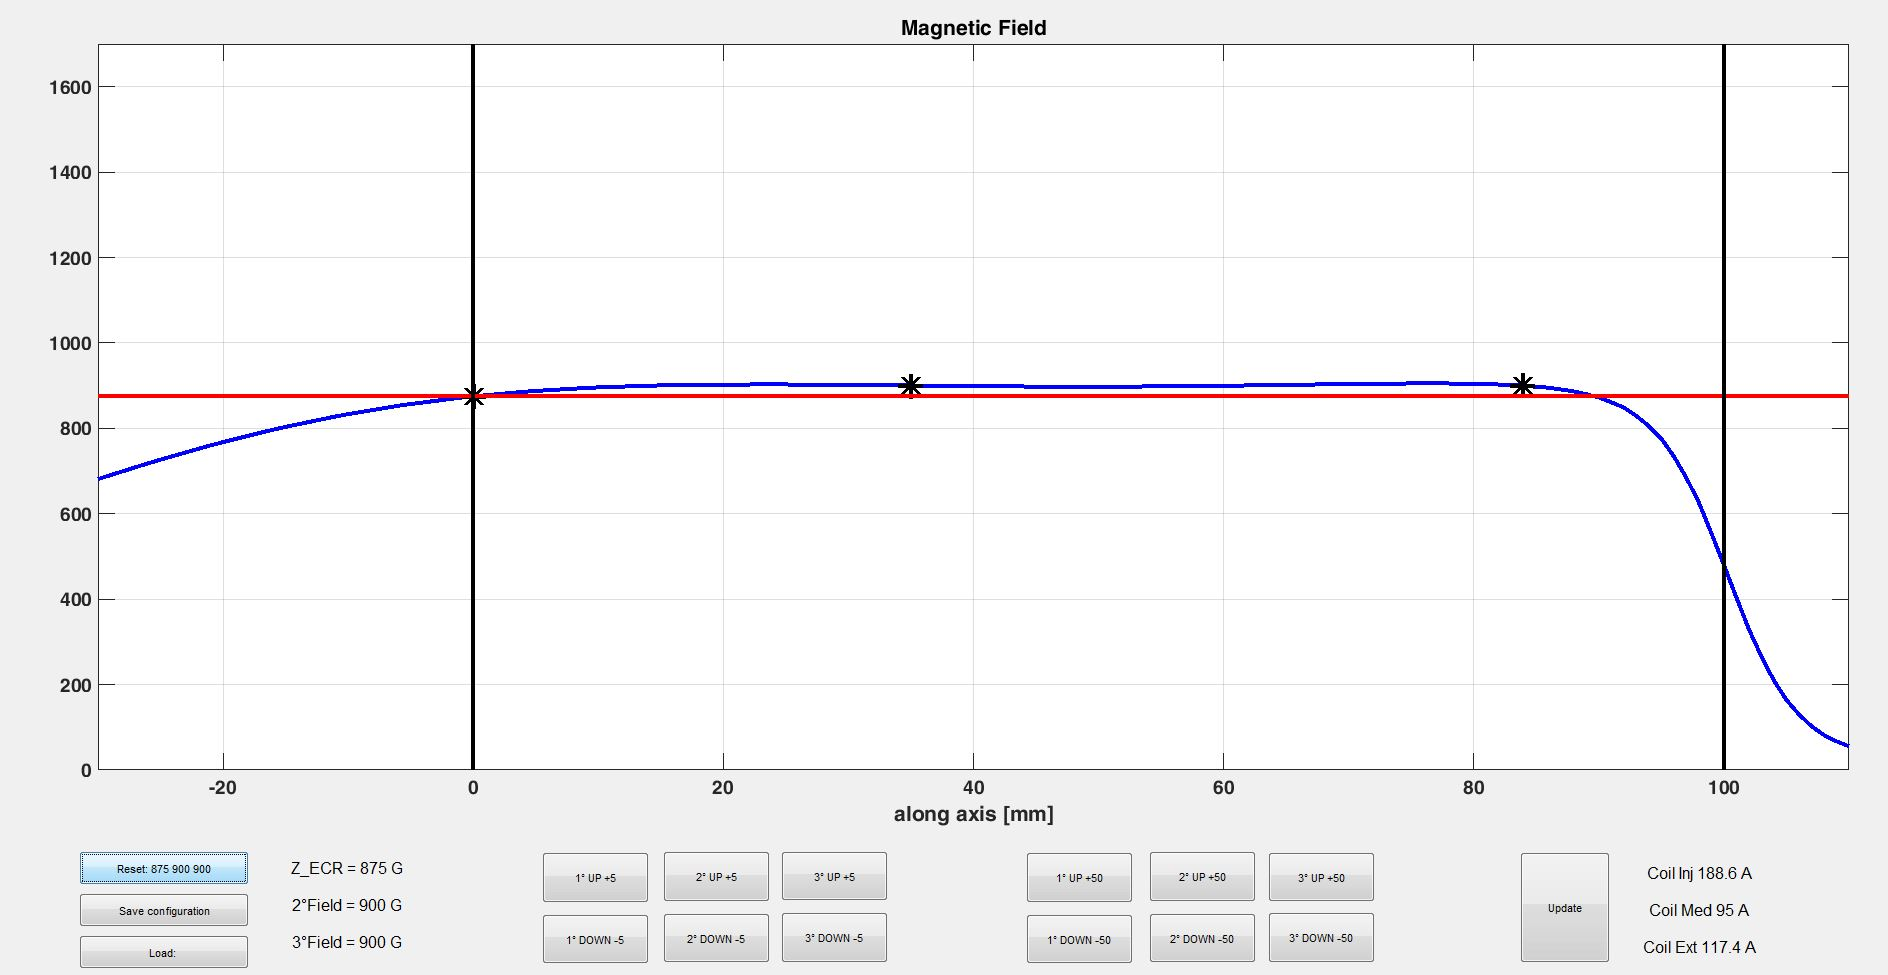 Magnetic Field
1600
1400
1200
1000
800
600
400
200
0
-20 0 20 40 60 80 100
along axis [mm]
Reset: 875 900 900
Save configuration
Load:
Z_ECR = 875 G
2°Field = 900 G
3°Field = 900 G
1° UP +5 2° UP +5 3° UP +5
1° DOWN -5 2° DOWN -5 3° DOWN -5
1° UP +50 2° UP +50 3° UP +50
1° DOWN -50 2° DOWN -50 3° DOWN -50
Update
Coil Inj 188.6 A
Coil Med 95 A
Coil Ext 117.4 A